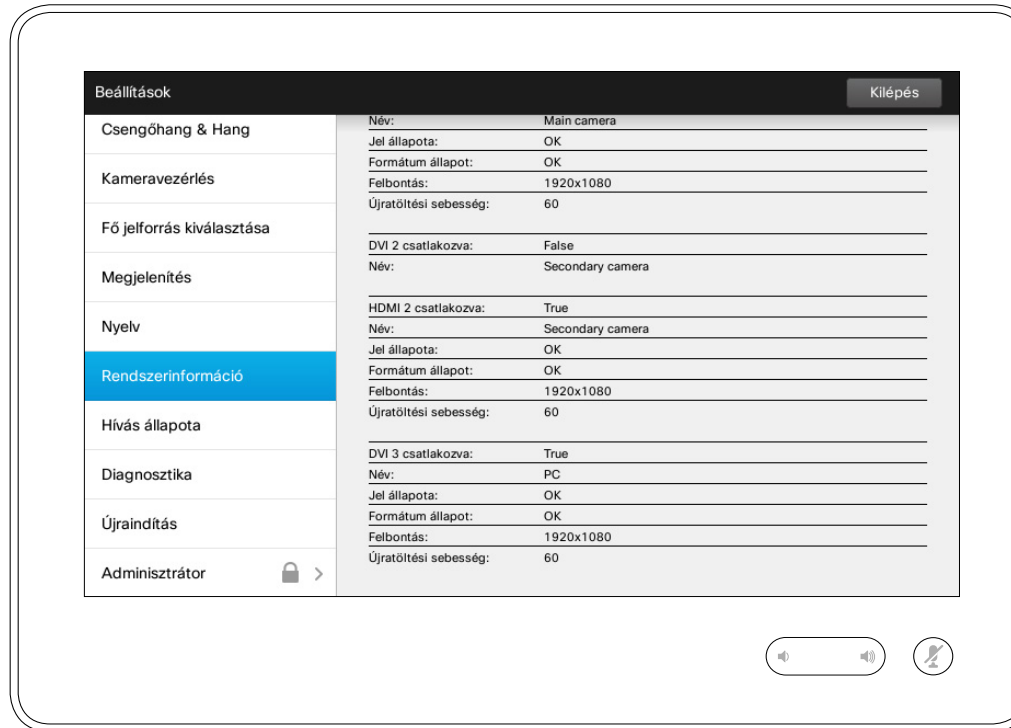 Beállítások
Kilépés
Csengőhang & Hang
Kameravezérlés
Fő jelforrás kiválasztása
Megjelenítés
Nyelv
Rendszerinformáció
Hívás állapota
Diagnosztika
Újraindítás
Adminisztrátor
Név: Main camera
Jel állapota: OK
Formátum állapot: OK
Felbontás: 1920x1080
Újratöltési sebesség: 60
DVI 2 csatlakozva: False
Név: Secondary camera
HDMI 2 csatlakozva: True
Név: Secondary camera
Jel állapota: OK
Formátum állapot: OK
Felbontás: 1920x1080
Újratöltési sebesség: 60
DVI 3 csatlakozva: True
Név: PC
Jel állapota: OK
Formátum állapot: OK
Felbontás: 1920x1080
Újratöltési sebesség: 60